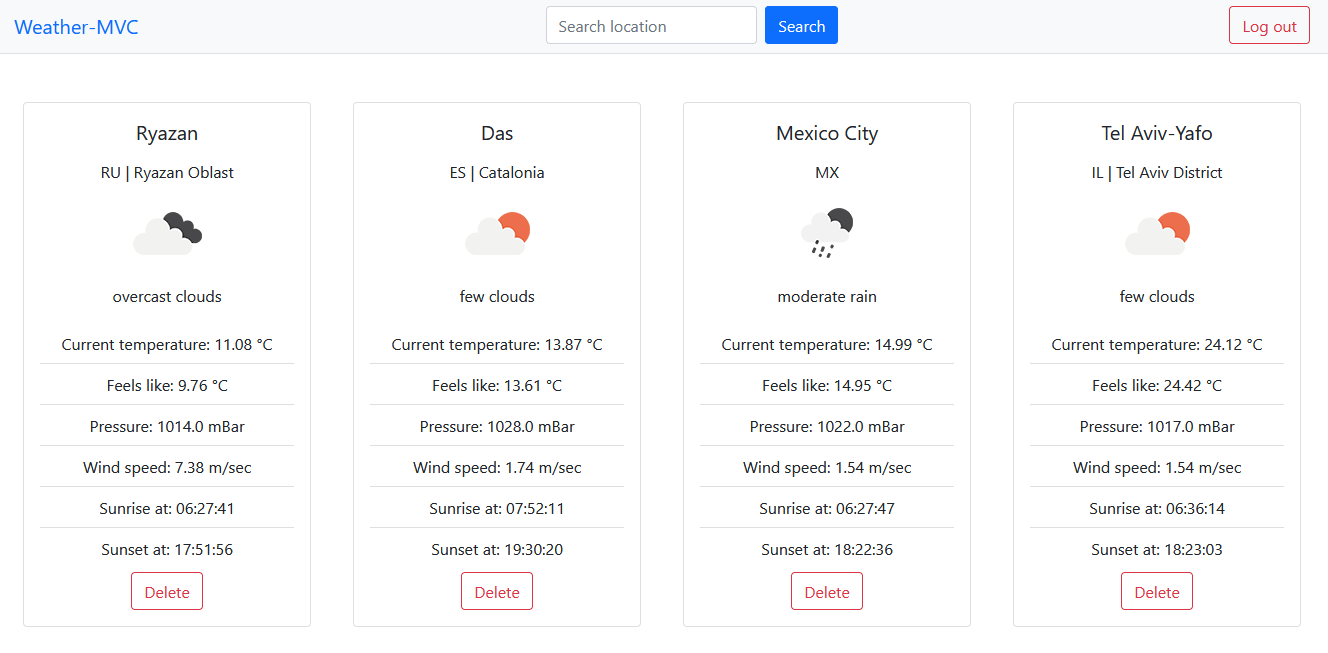 Weather-MVC
Search location
Search
Log out
Ryazan
RU | Ryazan Oblast
overcast clouds
Current temperature: 11.08 °C
Feels like: 9.76 °C
Pressure: 1014.0 mBar
Wind speed: 7.38 m/sec
Sunrise at: 06:27:41
Sunset at: 17:51:56
Delete
Das
ES | Catalonia
few clouds
Current temperature: 13.87 °C
Feels like: 13.61 °C
Pressure: 1028.0 mBar
Wind speed: 1.74 m/sec
Sunrise at: 07:52:11
Sunset at: 19:30:20
Delete
Mexico City
MX
moderate rain
Current temperature: 14.99 °C
Feels like: 14.95 °C
Pressure: 1022.0 mBar
Wind speed: 1.54 m/sec
Sunrise at: 06:27:47
Sunset at: 18:22:36
Delete
Tel Aviv-Yafo
IL | Tel Aviv District
few clouds
Current temperature: 24.12 °C
Feels like: 24.42 °C
Pressure: 1017.0 mBar
Wind speed: 1.54 m/sec
Sunrise at: 06:36:14
Sunset at: 18:23:03
Delete